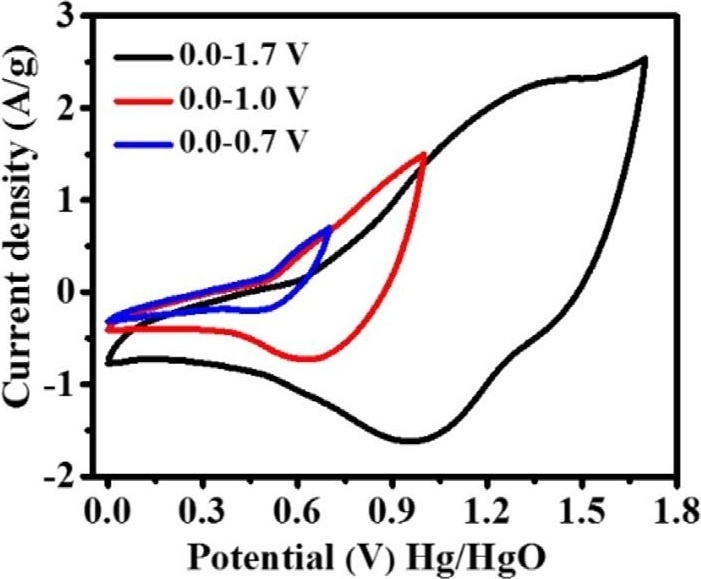 3
2
1
0
-1
-2
Current density (A/g)
0.0-1.7 V
0.0-1.0 V
0.0-0.7 V
0.0 0.3 0.6 0.9 1.2 1.5 1.8
Potential (V) Hg/HgO